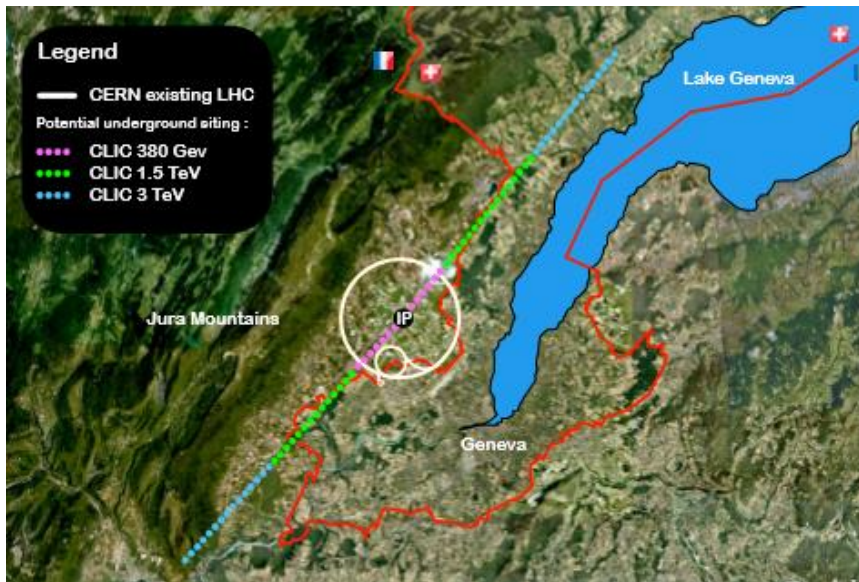 Legend
CERN existing LHC
Potential underground siting :
CLIC 380 Gev
CLIC 1.5 TeV
CLIC 3 TeV
Lake Geneva
Jura Mountains
IP
Geneva